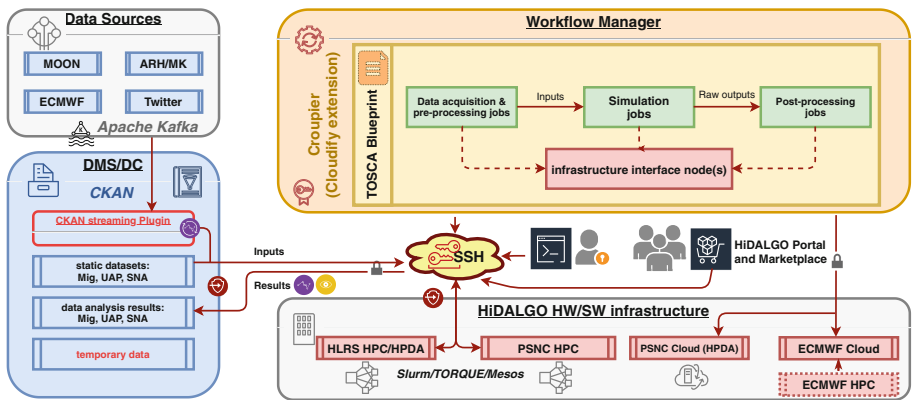 Data Sources
MOON
ARH/MK
ECMWF
Twitter
Apache Kafka
DMS/DC
CKAN
CKAN streaming Plugin
static datasets:
Mig, UAP, SNA
data analysis results:
Mig, UAP, SNA
temporary data
Inputs
Results
Workflow Manager
Croupier
(Cloudify extension)
TOSCA Blueprint
Data acquisition &
pre-processing jobs
Inputs
Simulation
jobs
Raw outputs
Post-processing
jobs
infrastructure interface node(s)
SSH
HiDALGO Portal
and Marketplace
HiDALGO HW/SW infrastructure
HLRS HPC/HPDA
PSNC HPC
PSNC Cloud (HPDA)
ECMWF Cloud
Slurm/TORQUE/Mesos
ECMWF HPC